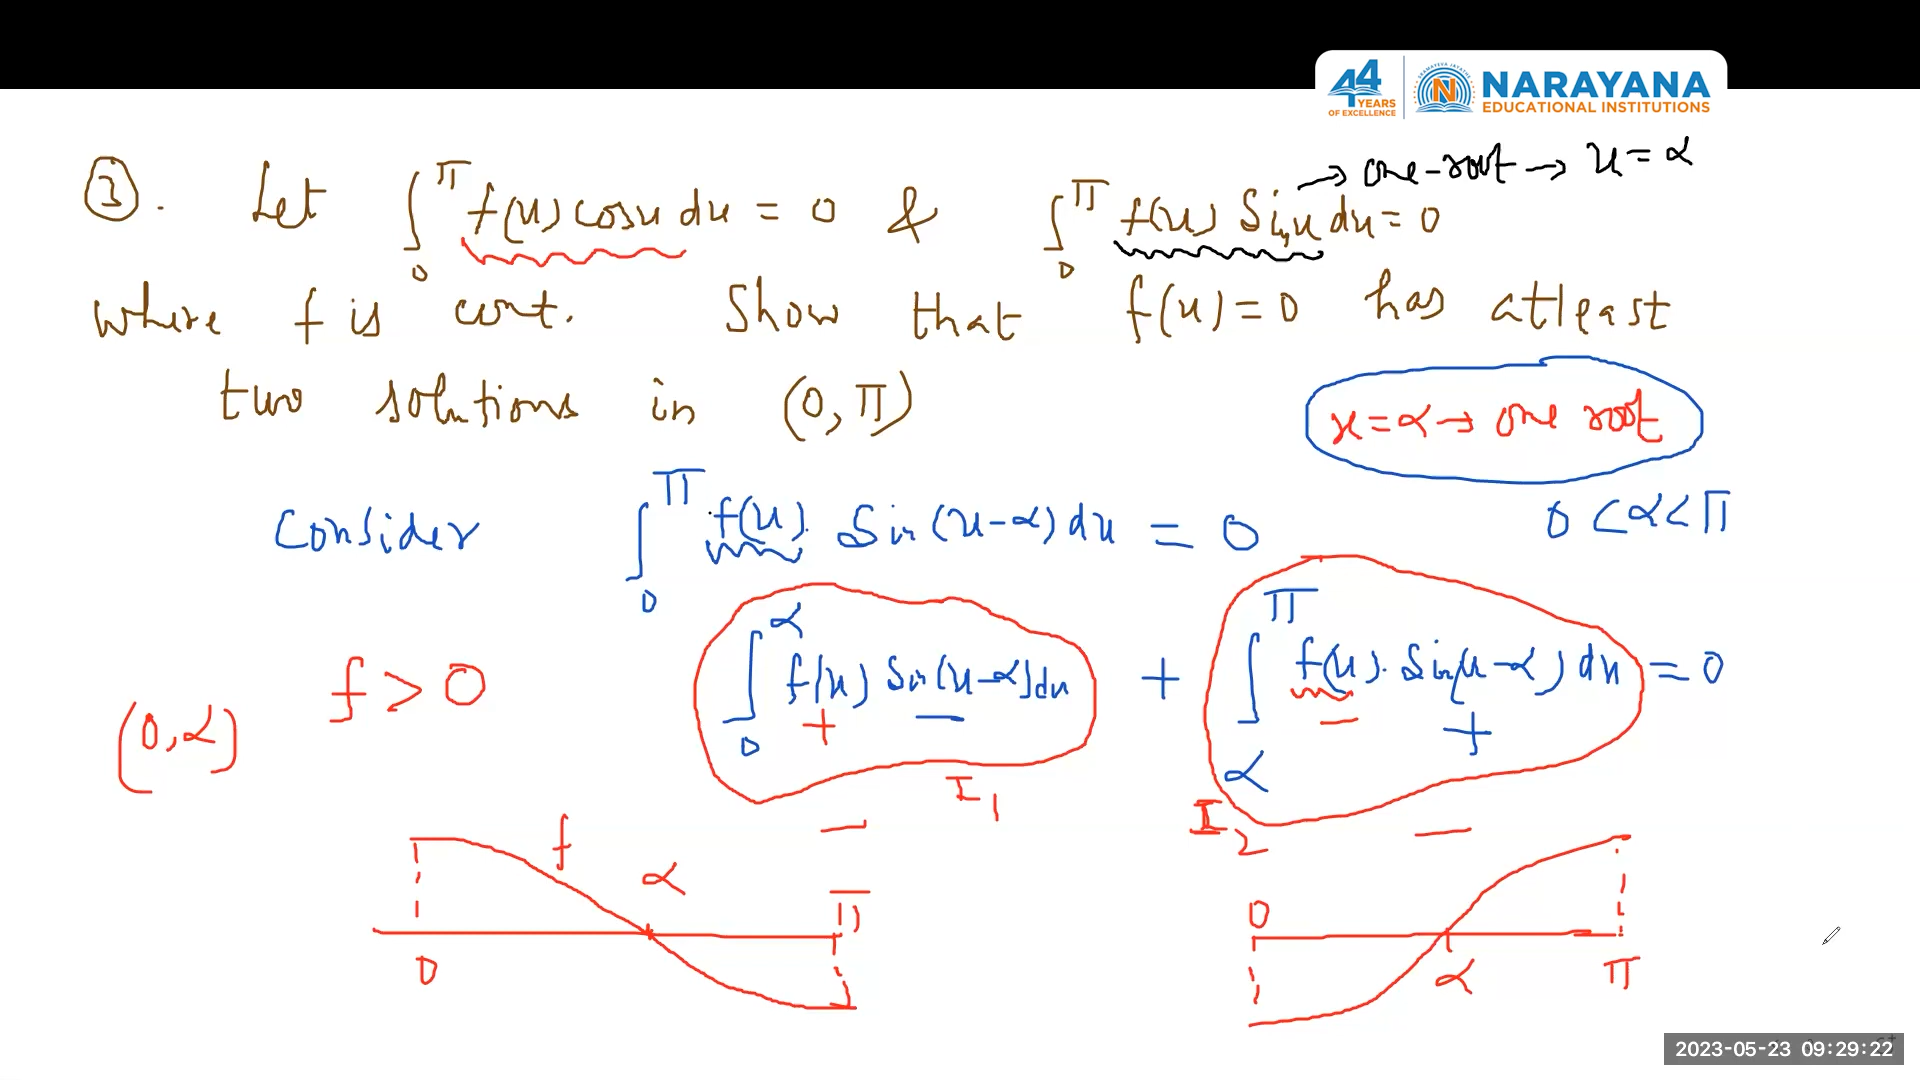 44 YEARS OF EXCELLENCE
NARAYANA
EDUCATIONAL INSTITUTIONS
→ one-root → x = α
③. Let ∫₀^π f(x) cosx dx = 0 & ∫₀^π f(x) Sin x dx = 0
where f is cont. Show that f(x) = 0 has atleast
two solutions in (0, π)
x = α → one root
Consider ∫₀^π f(x). Sin(x-α) dx = 0
0 < α < π
(0, α) f > 0
∫₀^α f(x) Sin(x-α) dx + ∫_α^π f(x). Sin(x-α) dx = 0
+ − − +
I₁ − I₂ −
f α π
0
0 α π
2023-05-23 09:29:22